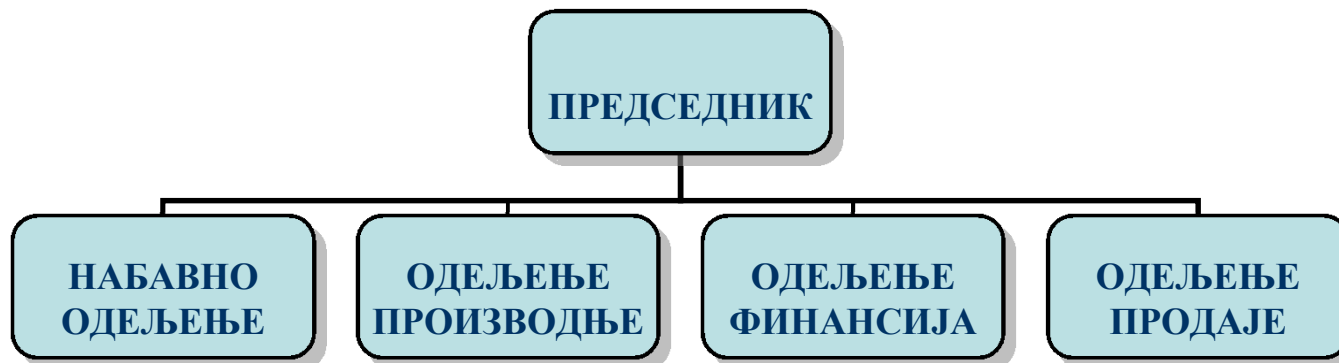 ПРЕДСЕДНИК
НАБАВНО
ОДЕЉЕЊЕ
ОДЕЉЕЊЕ
ПРОИЗВОДЊЕ
ОДЕЉЕЊЕ
ФИНАНСИЈА
ОДЕЉЕЊЕ
ПРОДАЈЕ